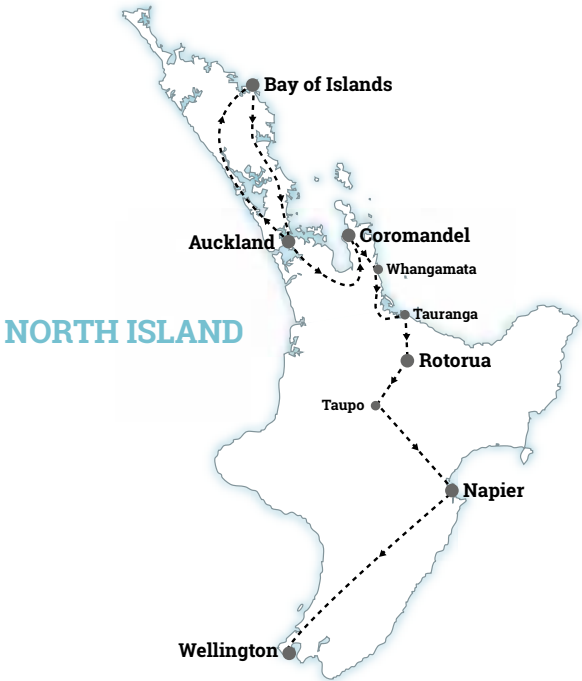 Bay of Islands
Auckland
Coromandel
Whangamata
Tauranga
NORTH ISLAND
Rotorua
Taupo
Napier
Wellington